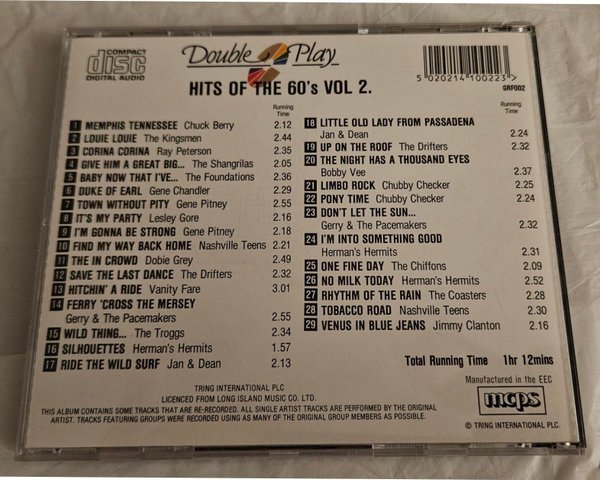 COMPACT
disc
DIGITAL AUDIO
Double 2 Play
HITS OF THE 60's VOL 2.
5 020214 100223 >
GRF002
Running
Time
1 MEMPHIS TENNESSEE Chuck Berry 2.12
2 LOUIE LOUIE The Kingsmen 2.44
3 CORINA CORINA Ray Peterson 2.35
4 GIVE HIM A GREAT BIG... The Shangrilas 2.05
5 BABY NOW THAT I'VE... The Foundations 2.36
6 DUKE OF EARL Gene Chandler 2.29
7 TOWN WITHOUT PITY Gene Pitney 2.55
8 IT'S MY PARTY Lesley Gore 2.16
9 I'M GONNA BE STRONG Gene Pitney 2.18
10 FIND MY WAY BACK HOME Nashville Teens 2.21
11 THE IN CROWD Dobie Grey 2.49
12 SAVE THE LAST DANCE The Drifters 2.32
13 HITCHIN' A RIDE Vanity Fare 3.01
14 FERRY 'CROSS THE MERSEY
Gerry & The Pacemakers 2.55
15 WILD THING... The Troggs 2.34
16 SILHOUETTES Herman's Hermits 1.57
17 RIDE THE WILD SURF Jan & Dean 2.13
Running
Time
18 LITTLE OLD LADY FROM PASSADENA
Jan & Dean 2.24
19 UP ON THE ROOF The Drifters 2.32
20 THE NIGHT HAS A THOUSAND EYES
Bobby Vee 2.37
21 LIMBO ROCK Chubby Checker 2.24
22 PONY TIME Chubby Checker 2.24
23 DON'T LET THE SUN...
Gerry & The Pacemakers 2.32
24 I'M INTO SOMETHING GOOD
Herman's Hermits 2.31
25 ONE FINE DAY The Chiffons 2.09
26 NO MILK TODAY Herman's Hermits 2.52
27 RHYTHM OF THE RAIN The Coasters 2.28
28 TOBACCO ROAD Nashville Teens 2.29
29 VENUS IN BLUE JEANS Jimmy Clanton 2.16
Total Running Time 1hr 12mins
Manufactured in the EEC
mcps
© TRING INTERNATIONAL PLC.
TRING INTERNATIONAL PLC
LICENCED FROM LONG ISLAND MUSIC CO. LTD.
THIS ALBUM CONTAINS SOME TRACKS THAT ARE RE-RECORDED. ALL SINGLE ARTIST TRACKS ARE PERFORMED BY THE ORIGINAL
ARTIST. TRACKS FEATURING GROUPS WERE RECORDED USING AS MANY OF THE ORIGINAL GROUP MEMBERS AS POSSIBLE.